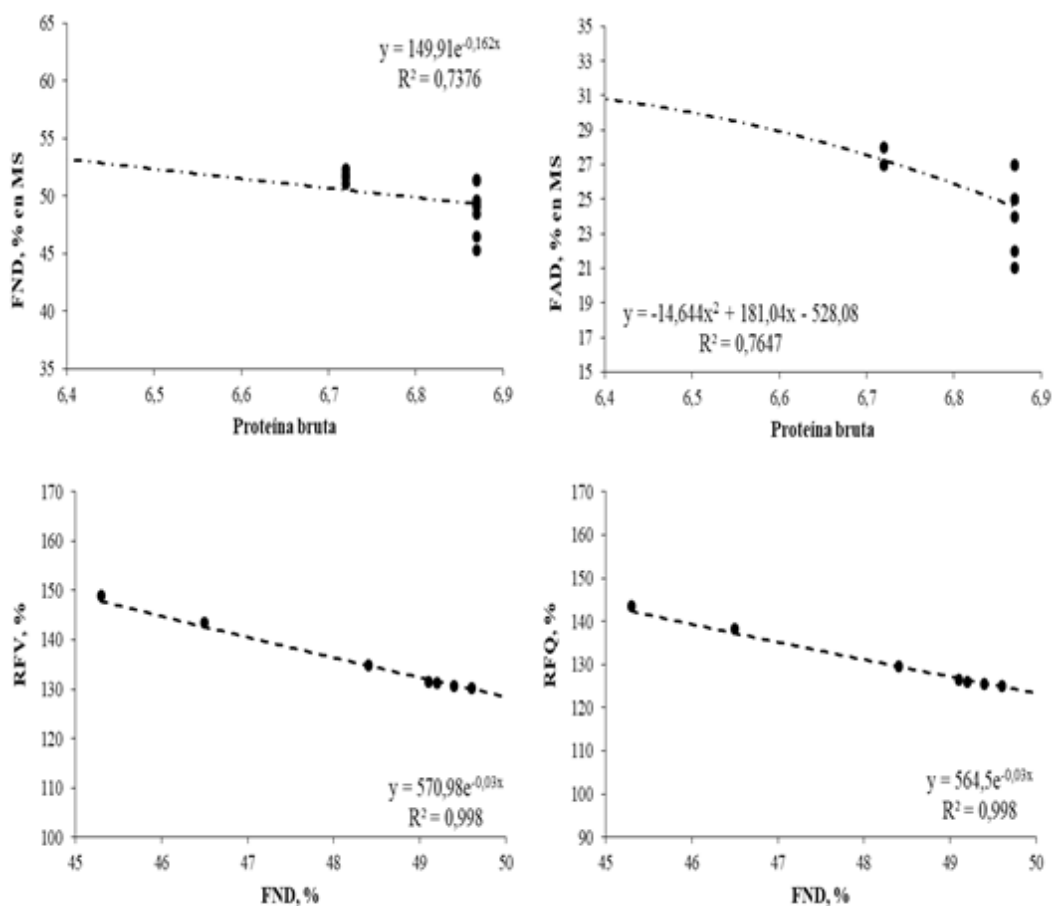 y = 149,91e^-0,162x
R² = 0,7376
65
60
55
50
45
40
35
FND, % en MS
6,4 6,5 6,6 6,7 6,8 6,9
Proteína bruta
35
33
31
29
27
25
23
21
19
17
15
FAD, % en MS
y = -14,644x² + 181,04x - 528,08
R² = 0,7647
6,4 6,5 6,6 6,7 6,8 6,9
Proteína bruta
170
160
150
140
130
120
110
100
RFV, %
y = 570,98e^-0,03x
R² = 0,998
45 46 47 48 49 50
FND, %
170
160
150
140
130
120
110
100
90
RFQ, %
y = 564,5e^-0,03x
R² = 0,998
45 46 47 48 49 50
FND, %